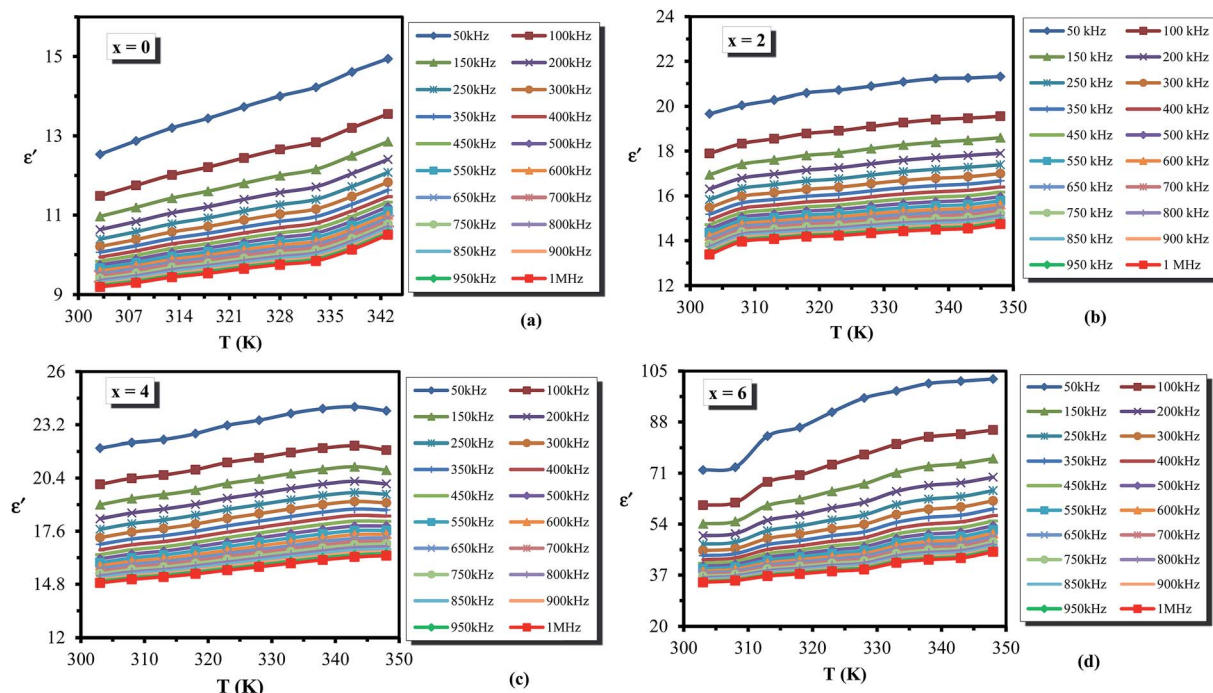 x = 0
ε′
15
13
11
9
300 307 314 321 328 335 342
T (K)
50kHz 100kHz
150kHz 200kHz
250kHz 300kHz
350kHz 400kHz
450kHz 500kHz
550kHz 600kHz
650kHz 700kHz
750kHz 800kHz
850kHz 900kHz
950kHz 1MHz
(a)
x = 2
ε′
24
22
20
18
16
14
12
300 310 320 330 340 350
T (K)
50 kHz 100 kHz
150 kHz 200 kHz
250 kHz 300 kHz
350 kHz 400 kHz
450 kHz 500 kHz
550 kHz 600 kHz
650 kHz 700 kHz
750 kHz 800 kHz
850 kHz 900 kHz
950 kHz 1 MHz
(b)
x = 4
ε′
26
23.2
20.4
17.6
14.8
12
300 310 320 330 340 350
T (K)
50kHz 100kHz
150kHz 200kHz
250kHz 300kHz
350kHz 400kHz
450kHz 500kHz
550kHz 600kHz
650kHz 700kHz
750kHz 800kHz
850kHz 900kHz
950kHz 1MHz
(c)
x = 6
ε′
105
88
71
54
37
20
300 310 320 330 340 350
T (K)
50kHz 100kHz
150kHz 200kHz
250kHz 300kHz
350kHz 400kHz
450kHz 500kHz
550kHz 600kHz
650kHz 700kHz
750kHz 800kHz
850kHz 900kHz
950kHz 1MHz
(d)